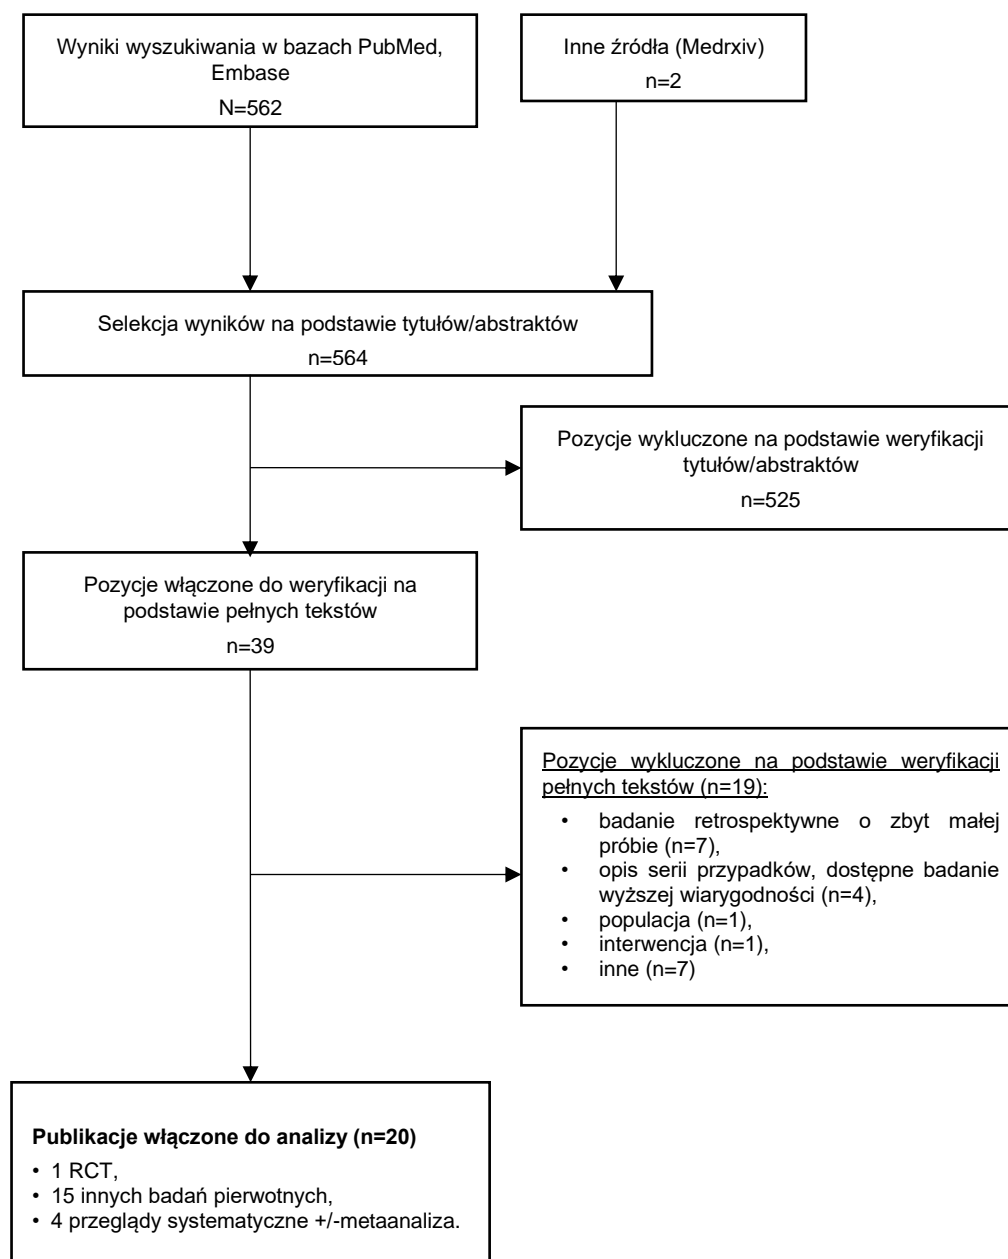 Wyniki wyszukiwania w bazach PubMed,
Embase
N=562
Inne źródła (Medrxiv)
n=2
Selekcja wyników na podstawie tytułów/abstraktów
n=564
Pozycje wykluczone na podstawie weryfikacji
tytułów/abstraktów
n=525
Pozycje włączone do weryfikacji na
podstawie pełnych tekstów
n=39
Pozycje wykluczone na podstawie weryfikacji
pełnych tekstów (n=19):
• badanie retrospektywne o zbyt małej
próbie (n=7),
• opis serii przypadków, dostępne badanie
wyższej wiarygodności (n=4),
• populacja (n=1),
• interwencja (n=1),
• inne (n=7)
Publikacje włączone do analizy (n=20)
• 1 RCT,
• 15 innych badań pierwotnych,
• 4 przeglądy systematyczne +/-metaanaliza.